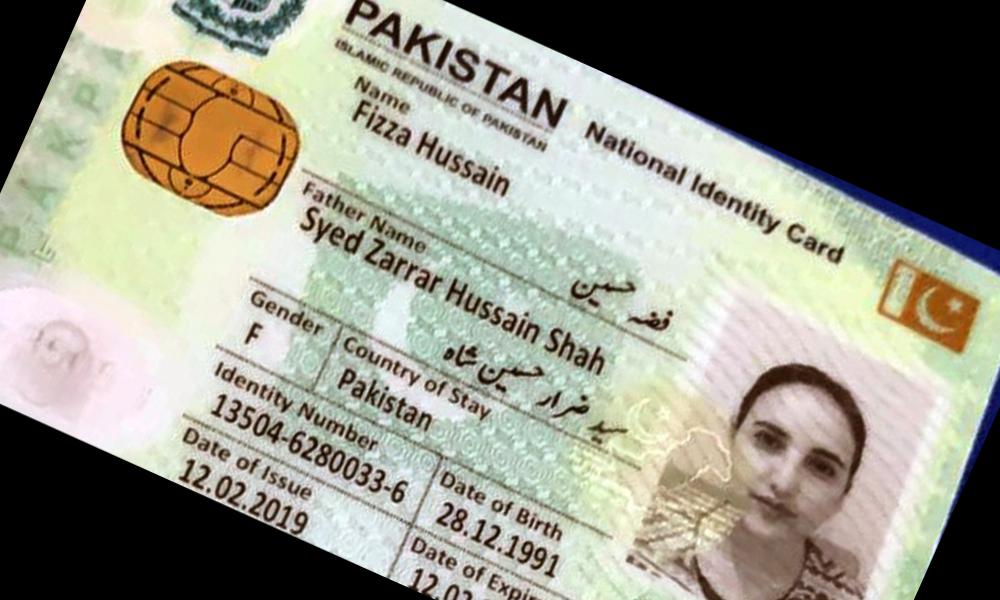 PAKISTAN National Identity Card
ISLAMIC REPUBLIC OF PAKISTAN
Name
Fizza Hussain
فضہ حسین
Father Name
Syed Zarrar Hussain Shah
سید ضرار حسین شاہ
Gender Country of Stay
F Pakistan
Identity Number Date of Birth
13504-6280033-6 28.12.1991
Date of Issue Date of Expiry
12.02.2019 12.02